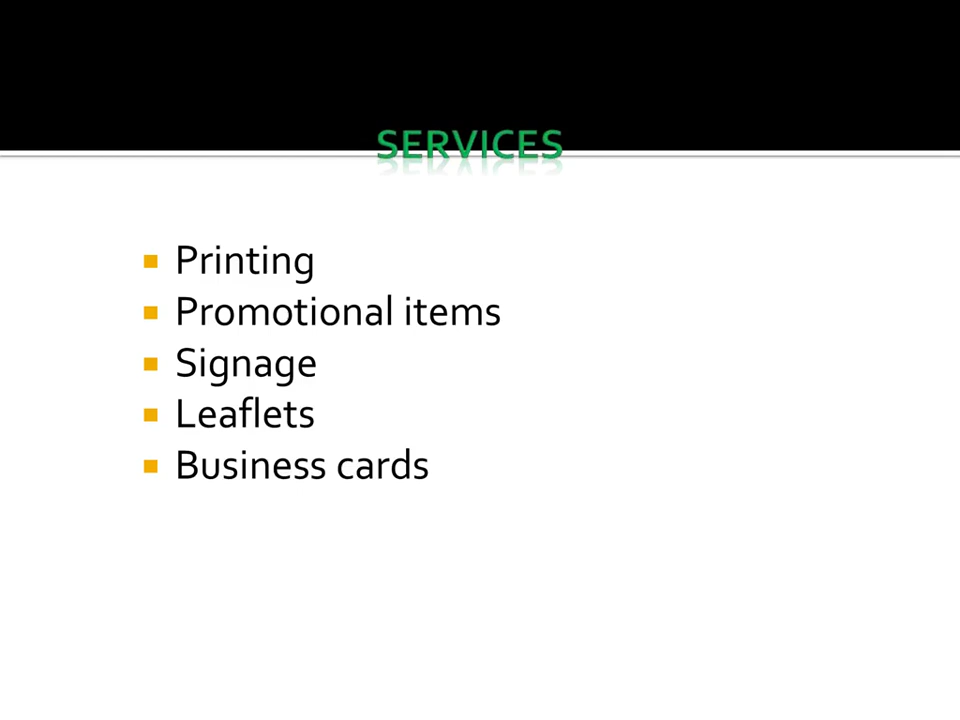 SERVICES
Printing
Promotional items
Signage
Leaflets
Business cards